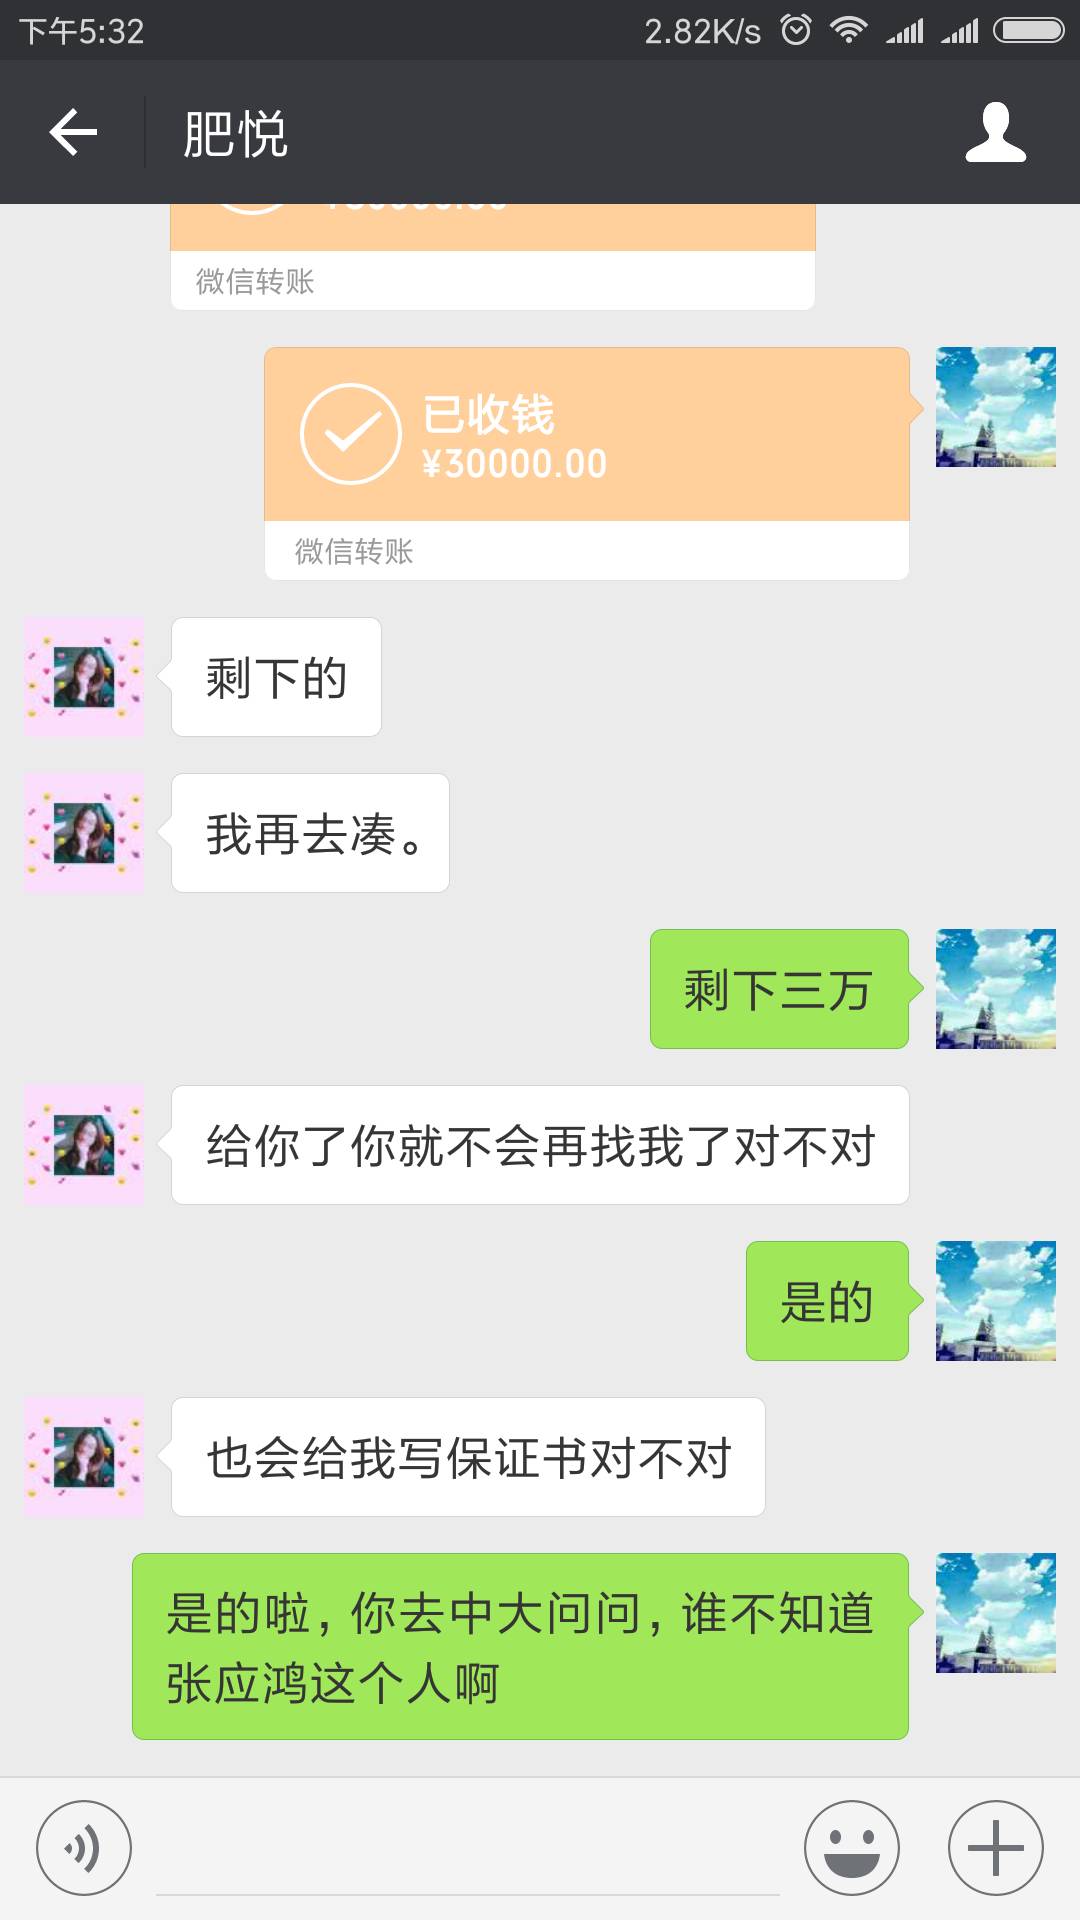 下午5:32
2.82K/s
肥悦
微信转账
已收钱
¥30000.00
微信转账
剩下的
我再去凑。
剩下三万
给你了你就不会再找我了对不对
是的
也会给我写保证书对不对
是的啦，你去中大问问，谁不知道
张应鸿这个人啊